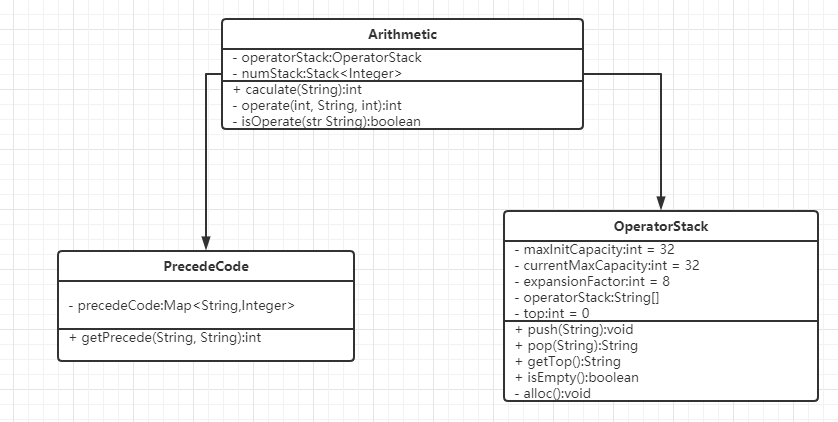 Arithmetic
- operatorStack:OperatorStack
- numStack:Stack<Integer>
+ caculate(String):int
- operate(int, String, int):int
- isOperate(str String):boolean
PrecedeCode
- precedeCode:Map<String,Integer>
+ getPrecede(String, String):int
OperatorStack
- maxInitCapacity:int = 32
- currentMaxCapacity:int = 32
- expansionFactor:int = 8
- operatorStack:String[]
- top:int = 0
+ push(String):void
+ pop(String):String
+ getTop():String
+ isEmpty():boolean
- alloc():void